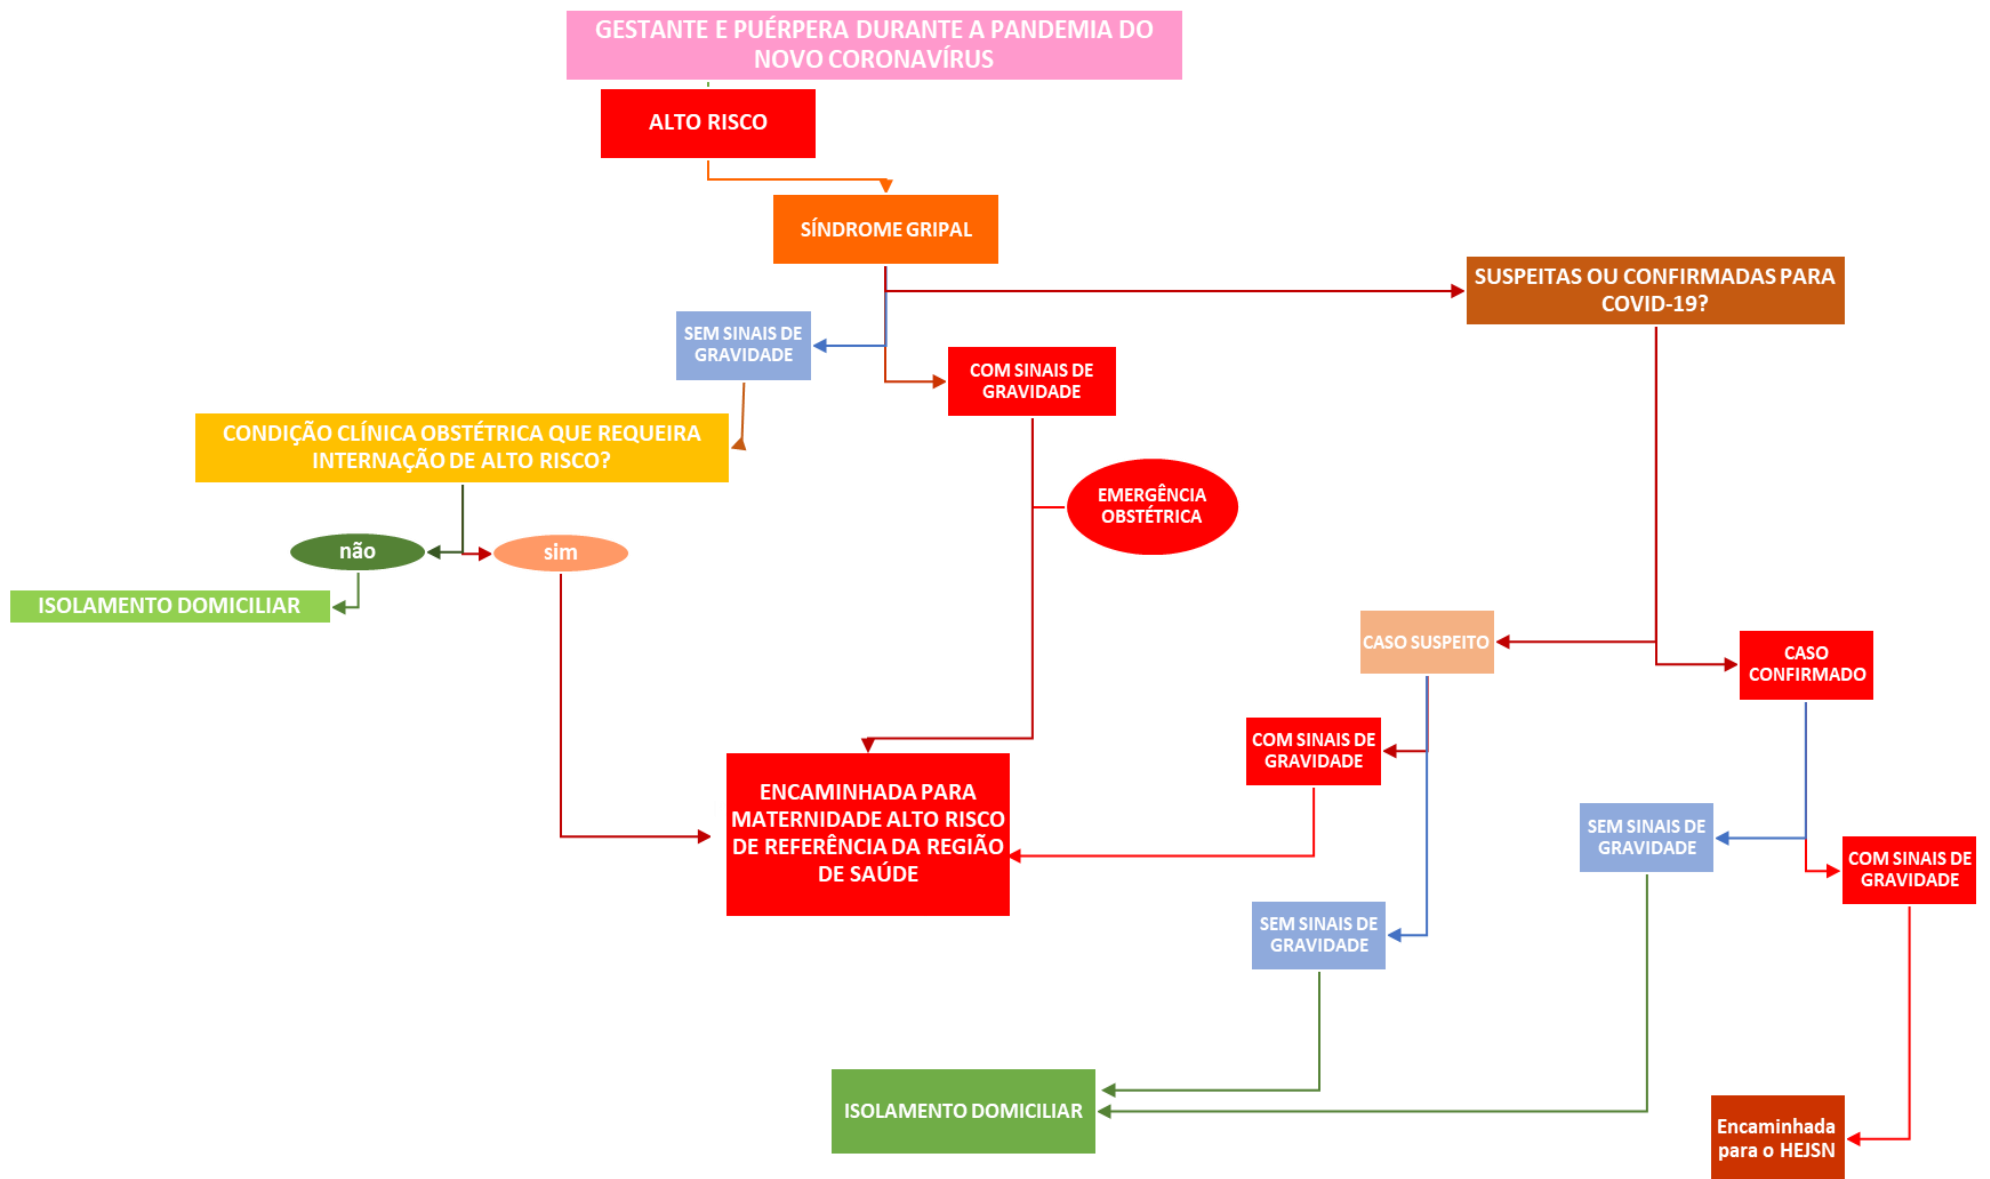 GESTANTE E PUÉRPERA DURANTE A PANDEMIA DO
NOVO CORONAVÍRUS
ALTO RISCO
SÍNDROME GRIPAL
SUSPEITAS OU CONFIRMADAS PARA
COVID-19?
SEM SINAIS DE
GRAVIDADE
COM SINAIS DE
GRAVIDADE
CONDIÇÃO CLÍNICA OBSTÉTRICA QUE REQUEIRA
INTERNAÇÃO DE ALTO RISCO?
EMERGÊNCIA
OBSTÉTRICA
não
sim
ISOLAMENTO DOMICILIAR
CASO SUSPEITO
CASO
CONFIRMADO
COM SINAIS DE
GRAVIDADE
ENCAMINHADA PARA
MATERNIDADE ALTO RISCO
DE REFERÊNCIA DA REGIÃO
DE SAÚDE
SEM SINAIS DE
GRAVIDADE
COM SINAIS DE
GRAVIDADE
SEM SINAIS DE
GRAVIDADE
ISOLAMENTO DOMICILIAR
Encaminhada
para o HEJSN